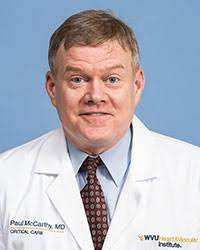 Paul McCarthy, MD
CRITICAL CARE
WVU Heart & Vascular
Institute.